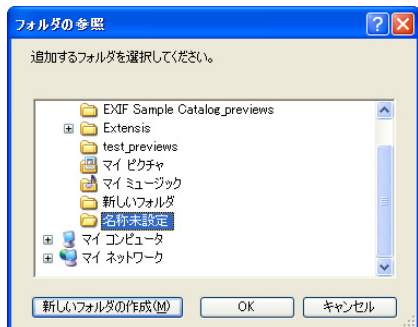 フォルダの参照
追加するフォルダを選択してください。
EXIF Sample Catalog_previews
Extensis
test_previews
マイ ピクチャ
マイ ミュージック
新しいフォルダ
名称未設定
マイ コンピュータ
マイ ネットワーク
新しいフォルダの作成(M)
OK
キャンセル